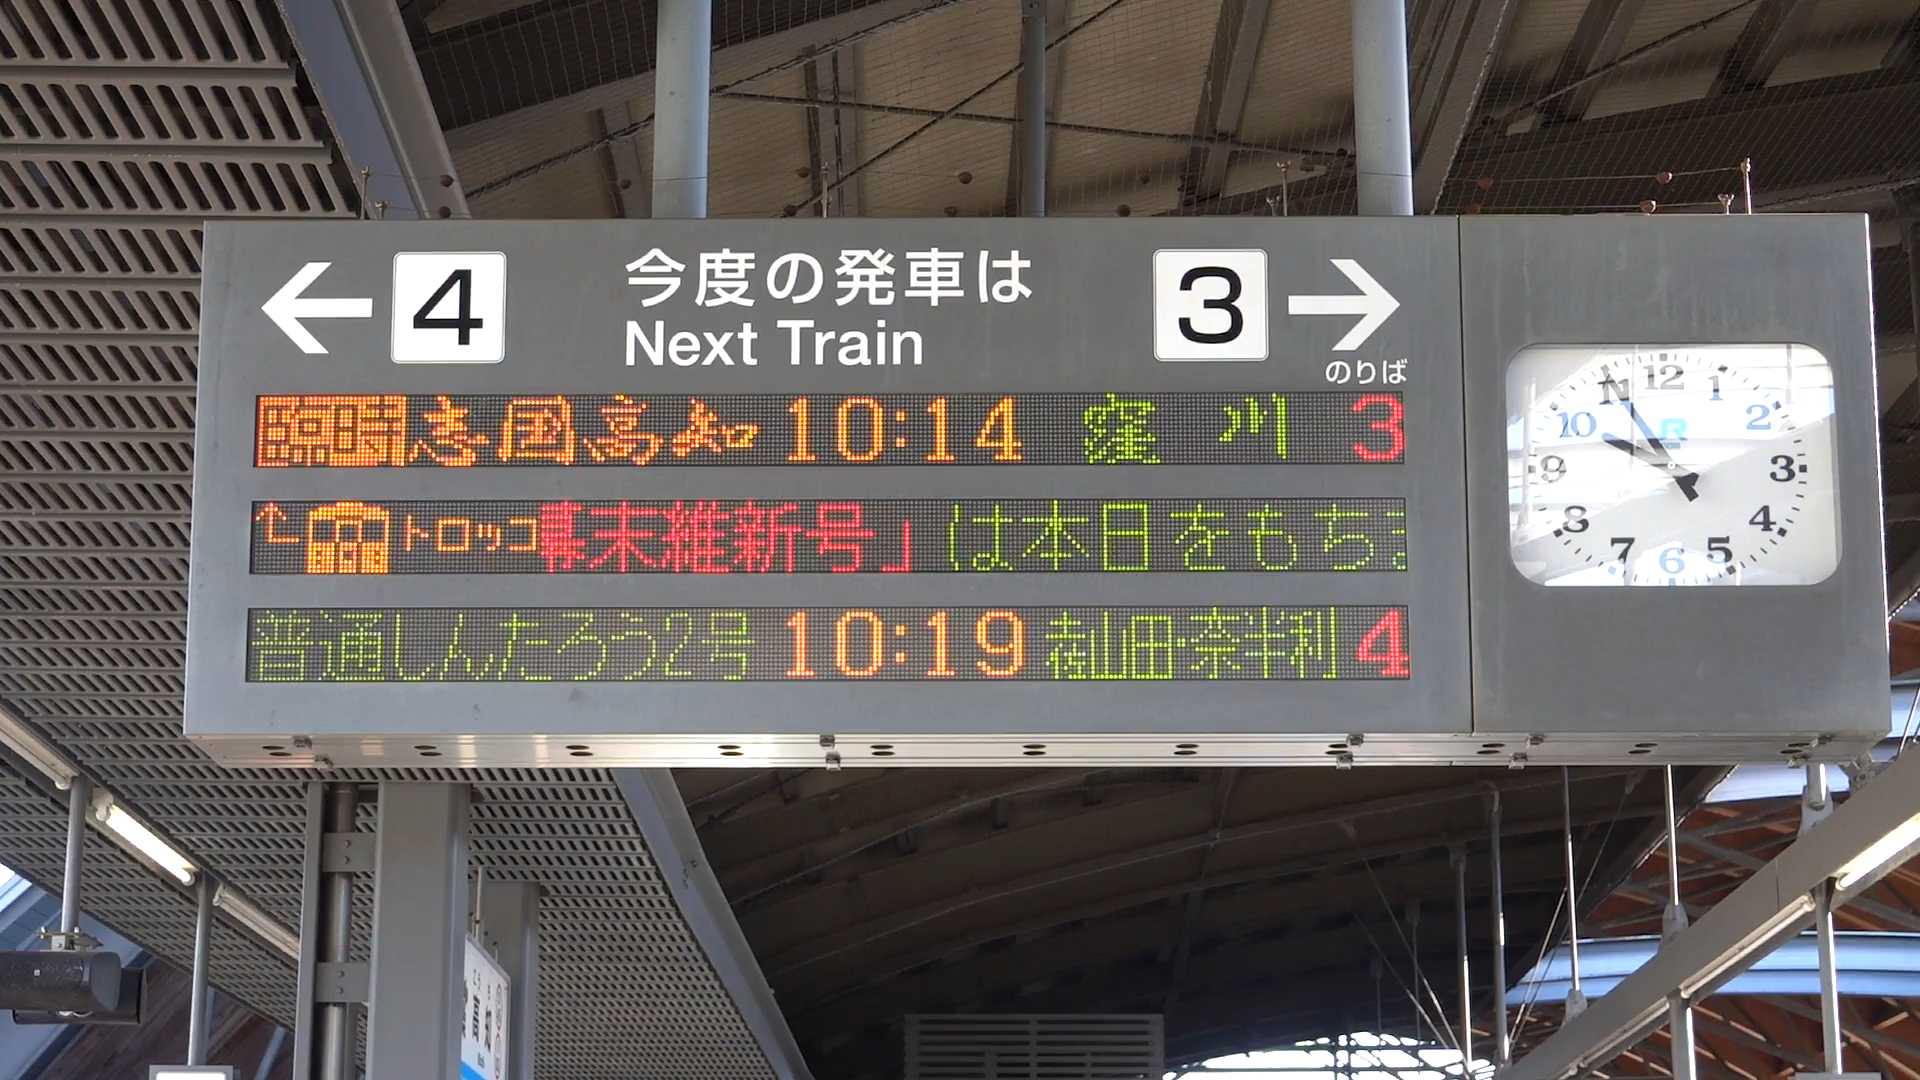 4 今度の発車は 3
Next Train
のりば
臨時 志国高知 10:14 窪川 3
トロッコ 幕末維新号」は本日をもちま
普通 しんたろう2号 10:19 奈半利 4
12 1 2 3 4 5 6 7 8 9 10 11